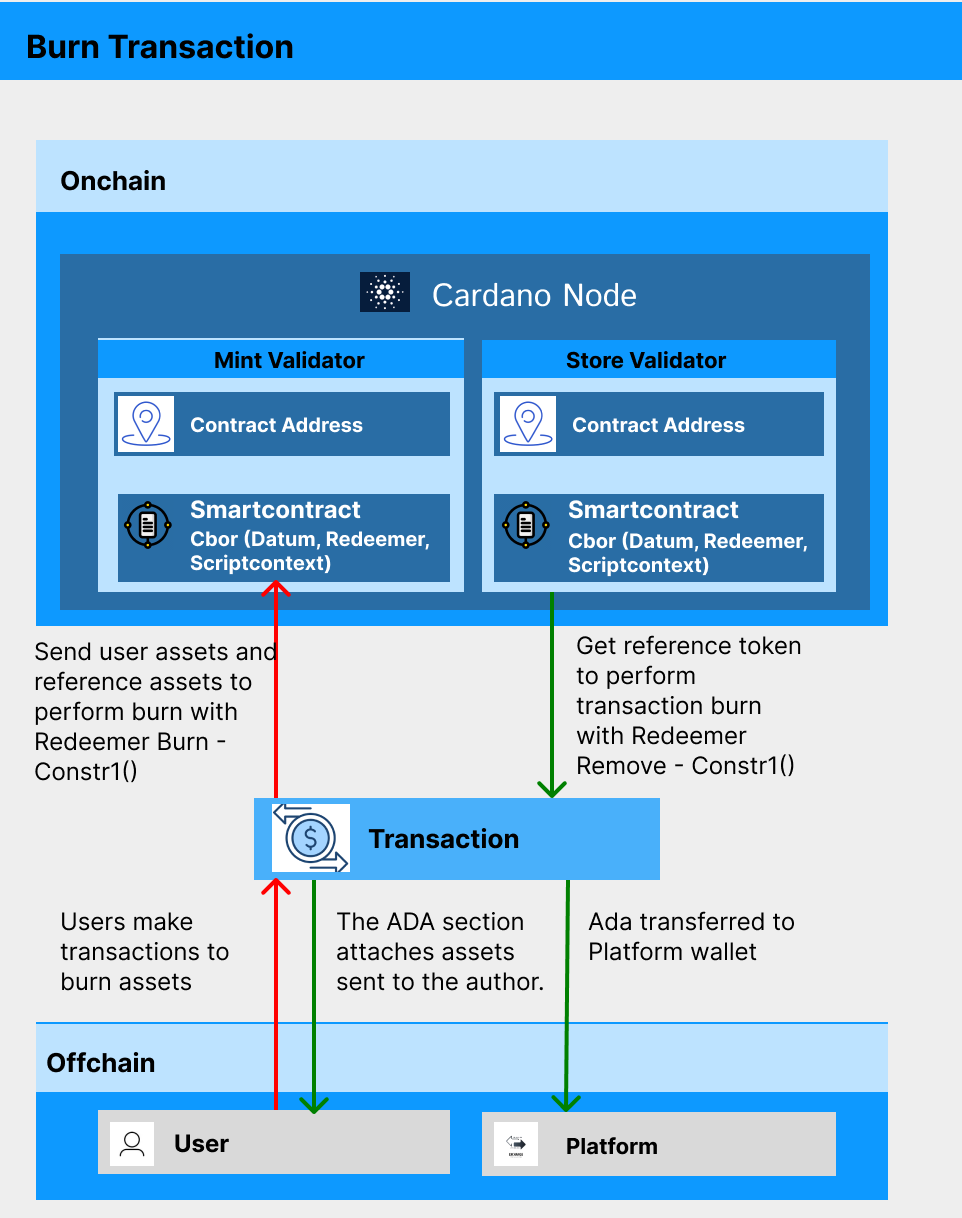 Burn Transaction
Onchain
Cardano Node
Mint Validator
Store Validator
Contract Address
Contract Address
Smartcontract
Cbor (Datum, Redeemer,
Scriptcontext)
Smartcontract
Cbor (Datum, Redeemer,
Scriptcontext)
Send user assets and
reference assets to
perform burn with
Redeemer Burn -
Constr1()
Get reference token
to perform
transaction burn
with Redeemer
Remove - Constr1()
$
Transaction
Users make
transactions to
burn assets
The ADA section
attaches assets
sent to the author.
Ada transferred to
Platform wallet
Offchain
User
Platform